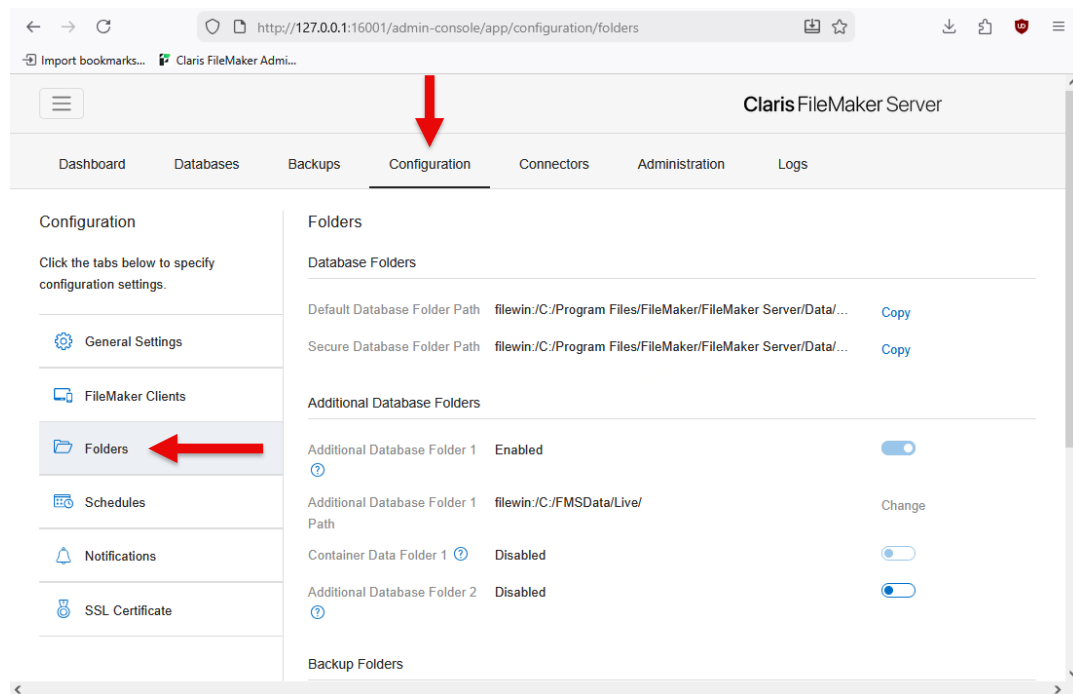 http://127.0.0.1:16001/admin-console/app/configuration/folders
Import bookmarks... Claris FileMaker Admi...
Claris FileMaker Server
Dashboard Databases Backups Configuration Connectors Administration Logs
Configuration
Click the tabs below to specify
configuration settings.
General Settings
FileMaker Clients
Folders
Schedules
Notifications
SSL Certificate
Folders
Database Folders
Default Database Folder Path filewin:/C:/Program Files/FileMaker/FileMaker Server/Data/... Copy
Secure Database Folder Path filewin:/C:/Program Files/FileMaker/FileMaker Server/Data/... Copy
Additional Database Folders
Additional Database Folder 1 Enabled
?
Additional Database Folder 1 filewin:/C:/FMSData/Live/ Change
Path
Container Data Folder 1 ? Disabled
Additional Database Folder 2 Disabled
?
Backup Folders